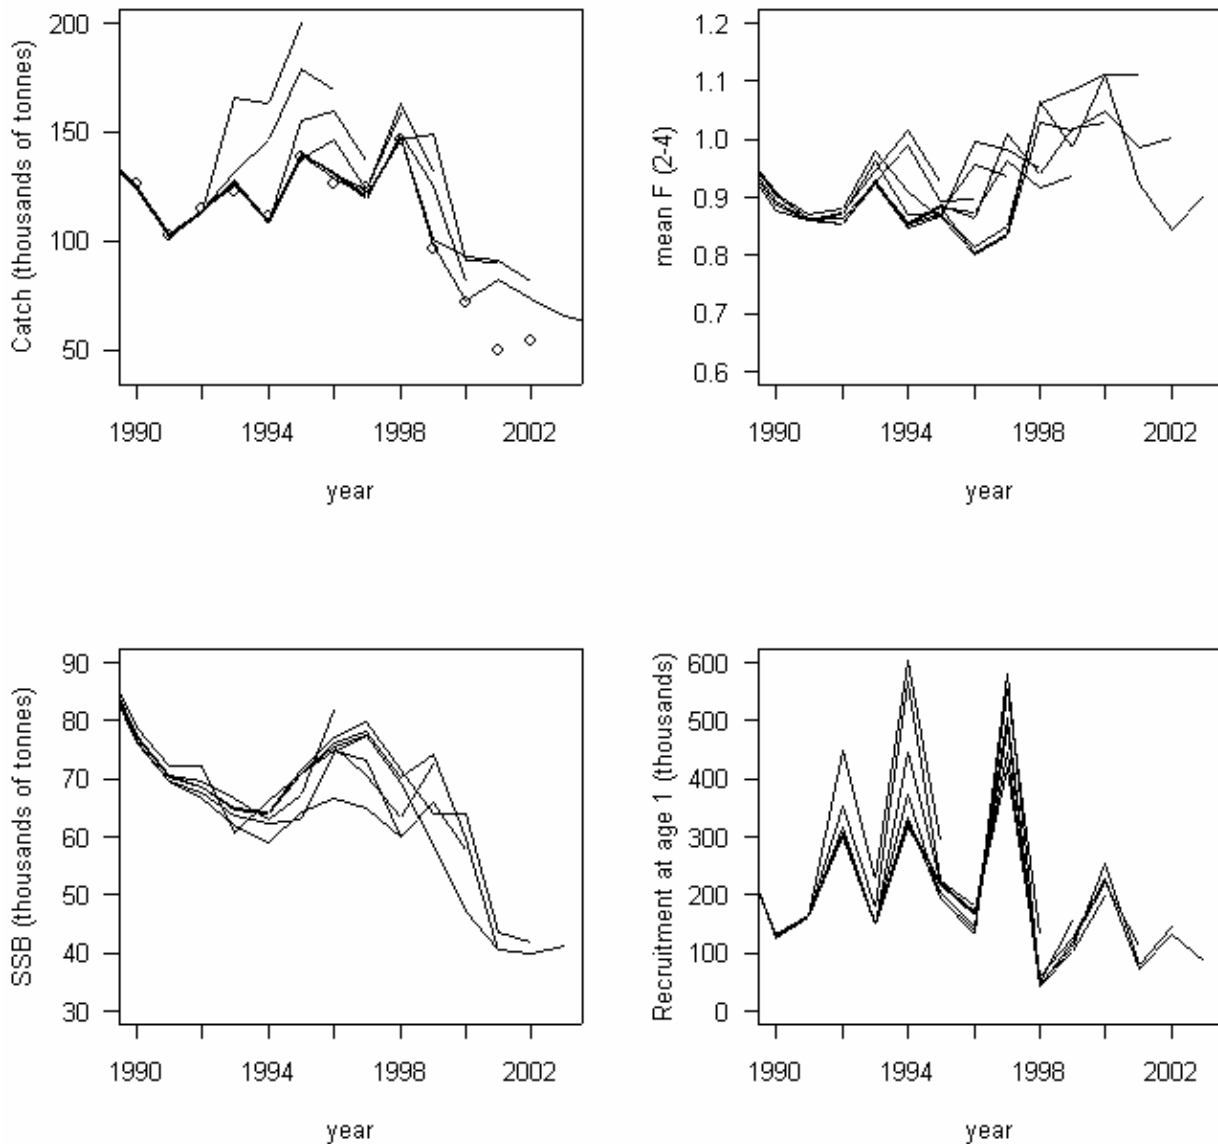 Catch (thousands of tonnes)
200
150
100
50
1990 1994 1998 2002
year
mean F (2-4)
1.2
1.1
1.0
0.9
0.8
0.7
0.6
1990 1994 1998 2002
year
SSB (thousands of tonnes)
90
80
70
60
50
40
30
1990 1994 1998 2002
year
Recruitment at age 1 (thousands)
600
500
400
300
200
100
0
1990 1994 1998 2002
year